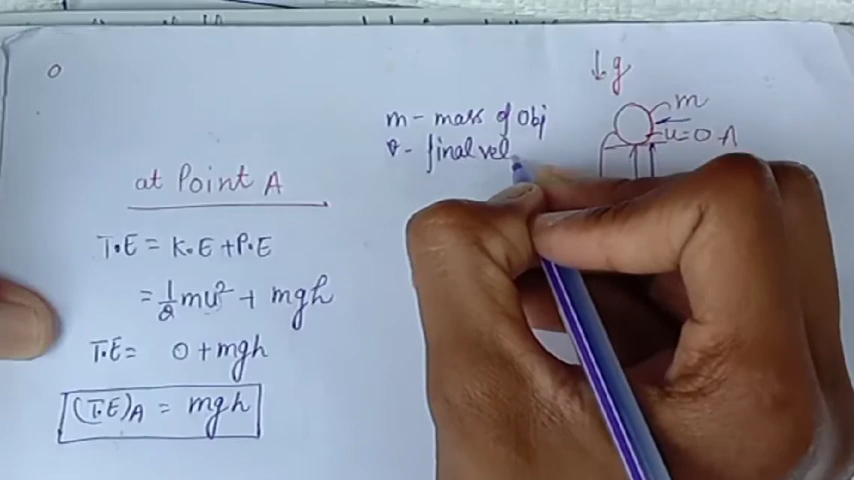 ↓g
m
u=0 A
m - mass of Obj
v - final vel
at Point A
T.E = K.E + P.E
= 1/2 mu² + mgh
T.E = 0 + mgh
(T.E)A = mgh